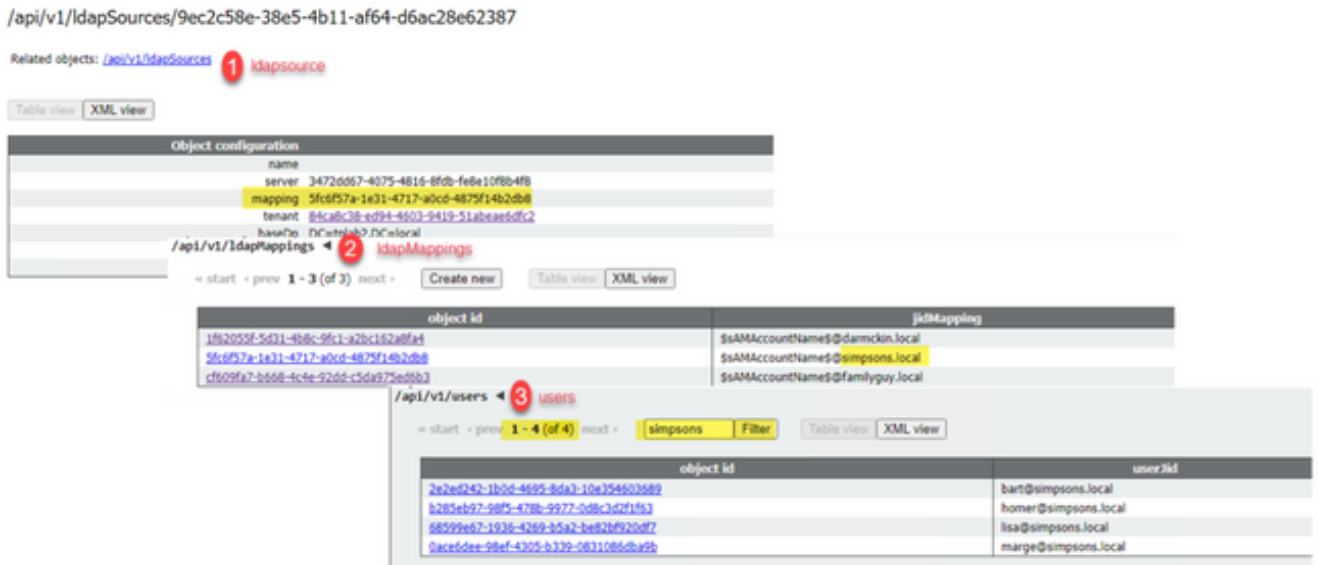 /api/v1/ldapSources/9ec2c58e-38e5-4b11-af64-d6ac28e62387
Related objects: /api/v1/ldapSources
1 ldapsource
Table view XML view
Object configuration
name
server 3472dd67-4075-4816-8fdb-fe8e10f8b4f8
mapping 5fc6f57a-1e31-4717-a0cd-4875f14b2db8
tenant 84ca8c38-ed94-4603-9419-51abeae6dfc2
baseDn DC=tplab2,DC=local
/api/v1/ldapMappings ◄ 2 ldapMappings
« start ‹ prev 1 - 3 (of 3) next › Create new Table view XML view
object id jidMapping
1f62055f-5d31-4b8c-9fc1-a2bc162a8fa4 $sAMAccountName$@darmckin.local
5fc6f57a-1e31-4717-a0cd-4875f14b2db8 $sAMAccountName$@simpsons.local
cf609fa7-b668-4c4e-92dd-c5da975ed6b3 $sAMAccountName$@familyguy.local
/api/v1/users ◄ 3 users
« start ‹ prev 1 - 4 (of 4) next › simpsons Filter Table view XML view
object id userJid
2e2ed242-1b0d-4695-8da3-10e354603689 bart@simpsons.local
b285eb97-98f5-478b-9977-0d8c3d2f1f63 homer@simpsons.local
68599e67-1936-4269-b5a2-be82bf920df7 lisa@simpsons.local
0ace6dee-98ef-4305-b339-0831086dba9b marge@simpsons.local